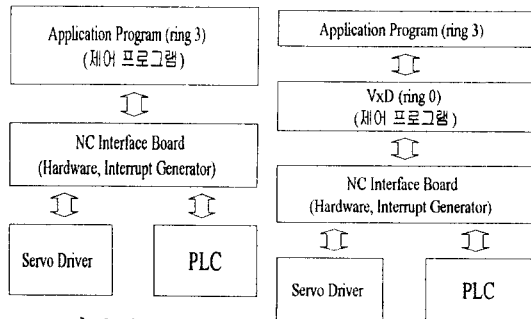 Application Program (ring 3)
(제어 프로그램)
NC Interface Board
(Hardware, Interrupt Generator)
Servo Driver
PLC
Application Program (ring 3)
VxD (ring 0)
(제어 프로그램)
NC Interface Board
(Hardware, Interrupt Generator)
Servo Driver
PLC